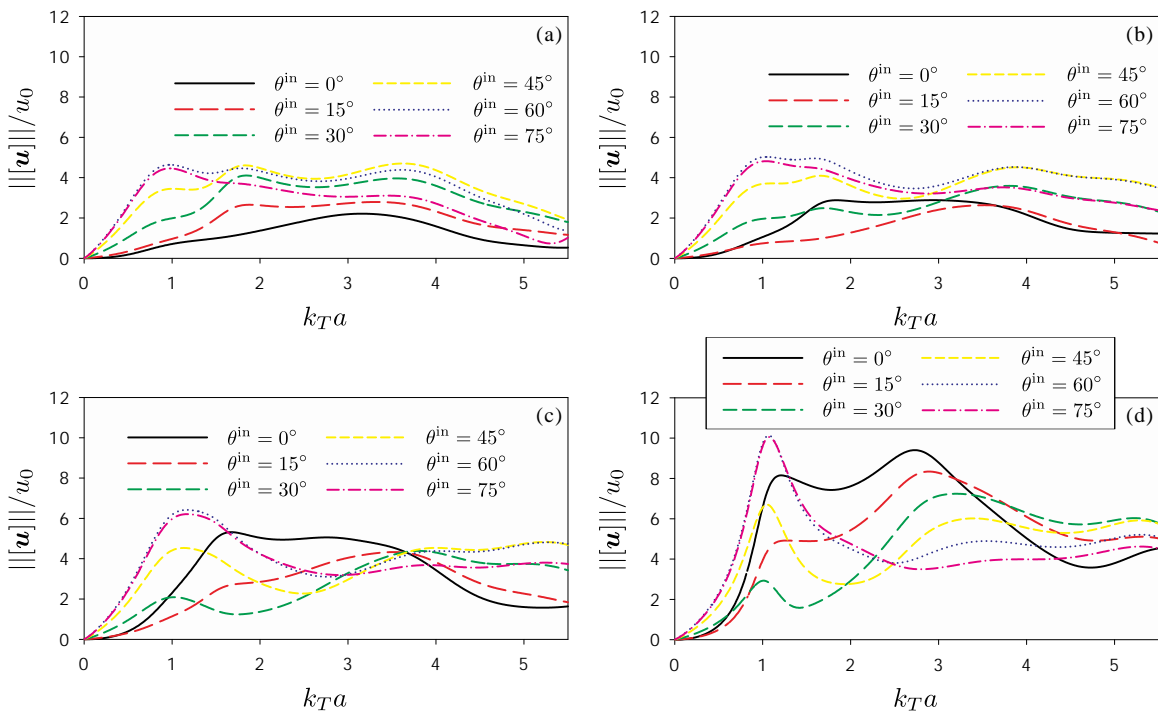 12
10
8
6
4
2
0
||[u]||/u₀
(a)
θⁱⁿ = 0°
θⁱⁿ = 15°
θⁱⁿ = 30°
θⁱⁿ = 45°
θⁱⁿ = 60°
θⁱⁿ = 75°
0 1 2 3 4 5
k_T a
12
10
8
6
4
2
0
||[u]||/u₀
(b)
θⁱⁿ = 0°
θⁱⁿ = 15°
θⁱⁿ = 30°
θⁱⁿ = 45°
θⁱⁿ = 60°
θⁱⁿ = 75°
0 1 2 3 4 5
k_T a
12
10
8
6
4
2
0
||[u]||/u₀
(c)
θⁱⁿ = 0°
θⁱⁿ = 15°
θⁱⁿ = 30°
θⁱⁿ = 45°
θⁱⁿ = 60°
θⁱⁿ = 75°
0 1 2 3 4 5
k_T a
θⁱⁿ = 0°
θⁱⁿ = 15°
θⁱⁿ = 30°
θⁱⁿ = 45°
θⁱⁿ = 60°
θⁱⁿ = 75°
12
10
8
6
4
2
0
||[u]||/u₀
(d)
0 1 2 3 4 5
k_T a